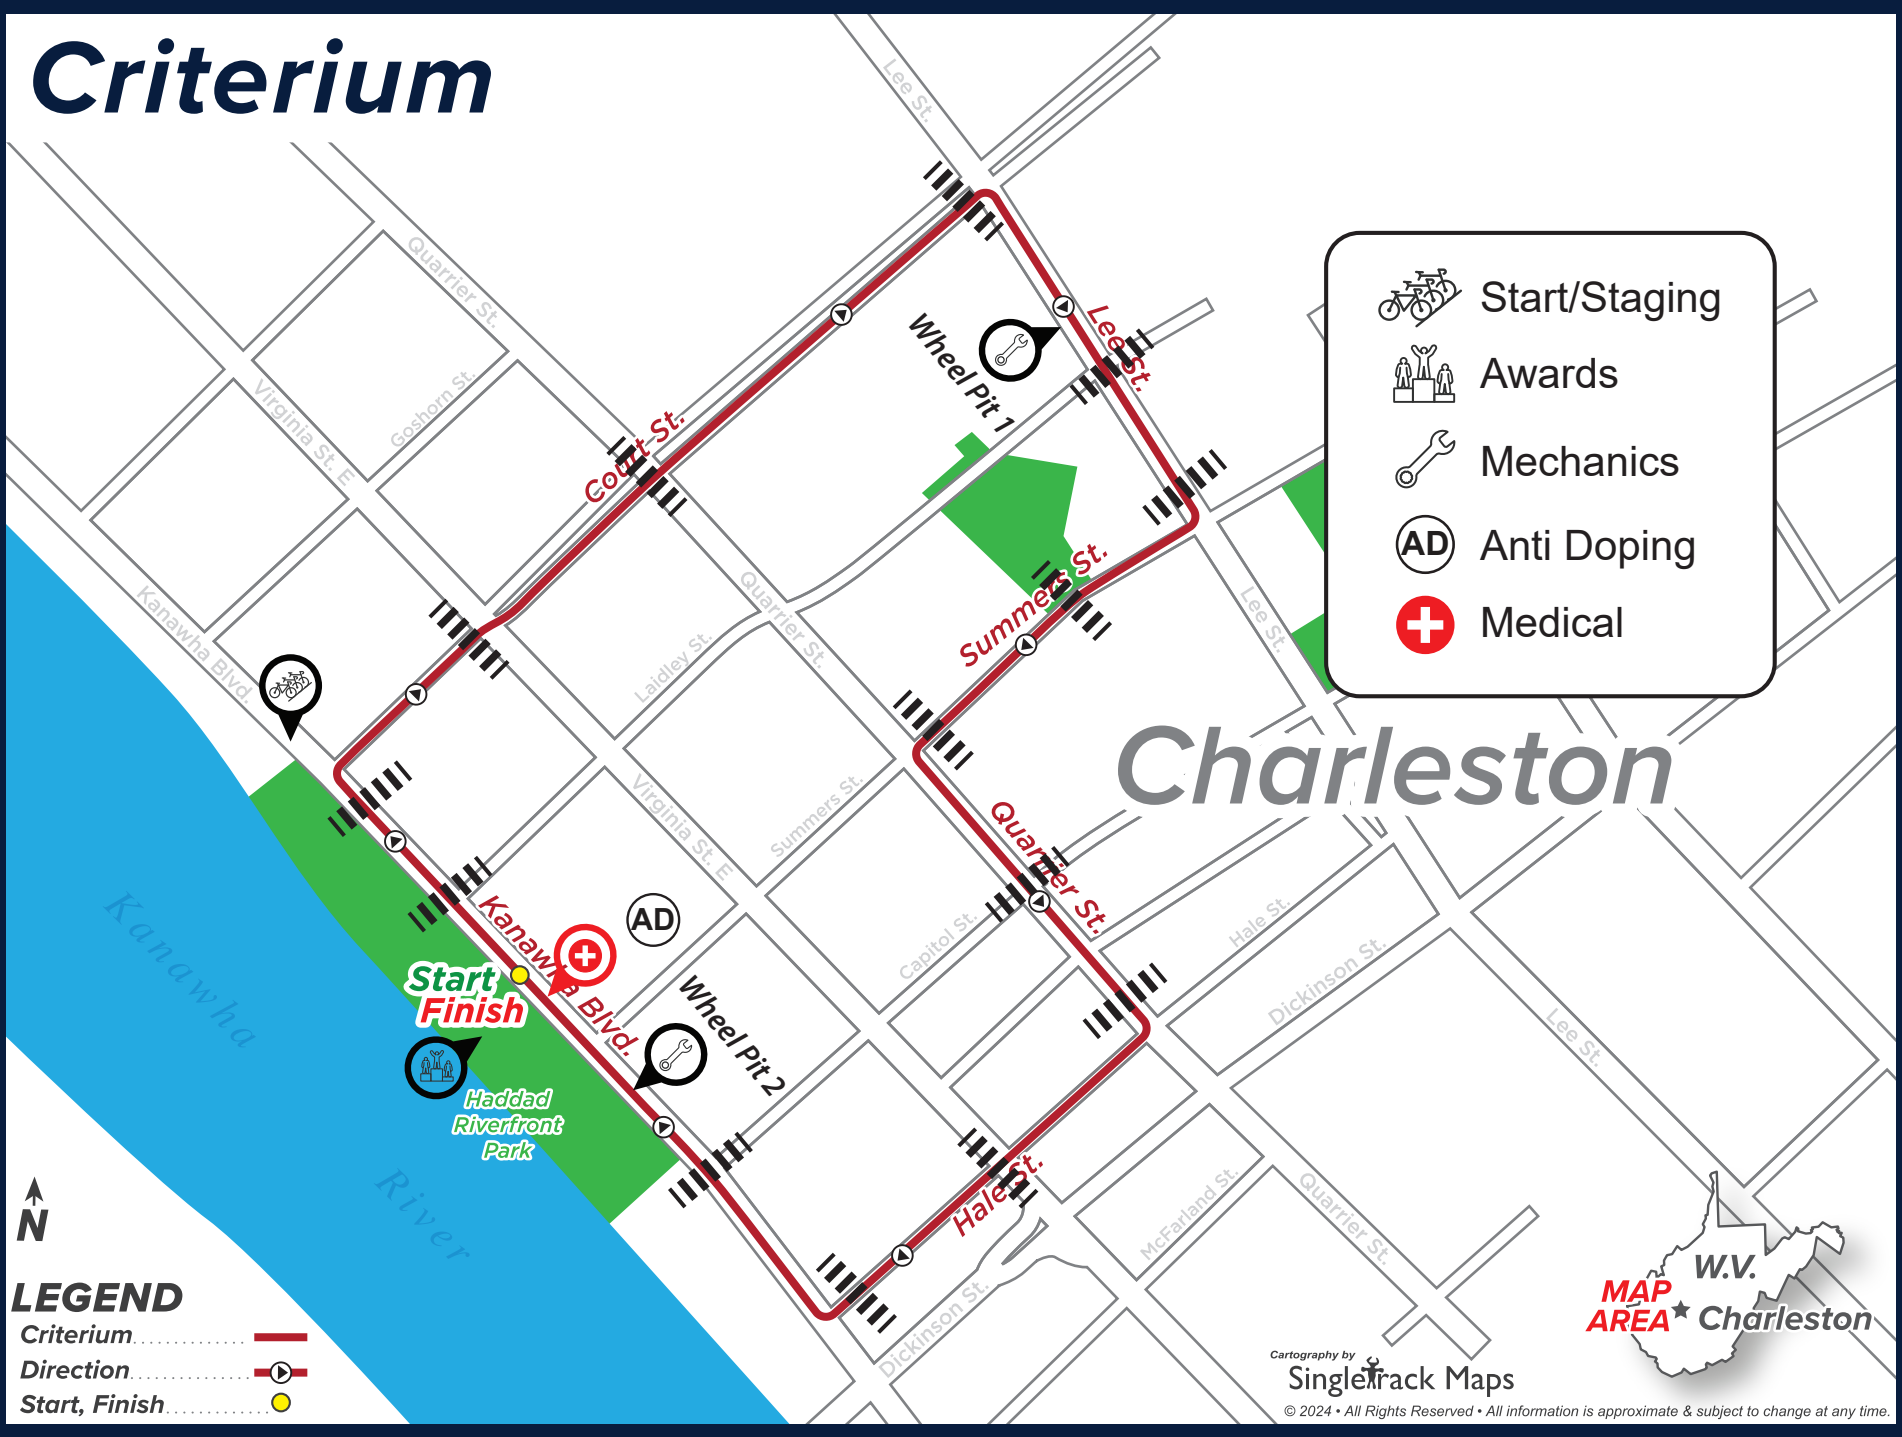 Criterium
Lee St.
Quarrier St.
Goshorn St.
Virginia St. E
Court St.
Wheel Pit 1
Lee St.
Start/Staging
Awards
Mechanics
AD Anti Doping
Medical
Kanawha Blvd.
Laidley St.
Quarrier St.
Summers St.
Lee St.
Charleston
Virginia St. E
Summers St.
Quarrier St.
Capitol St.
Hale St.
Dickinson St.
Lee St.
Kanawha Blvd.
AD
Wheel Pit 2
Start
Finish
Haddad
Riverfront
Park
Kanawha
River
Hale St.
McFarland St.
Quarrier St.
Dickinson St.
N
LEGEND
Criterium
Direction
Start, Finish
W.V.
MAP
AREA
Charleston
Cartography by
SingleTrack Maps
© 2024 • All Rights Reserved • All information is approximate & subject to change at any time.